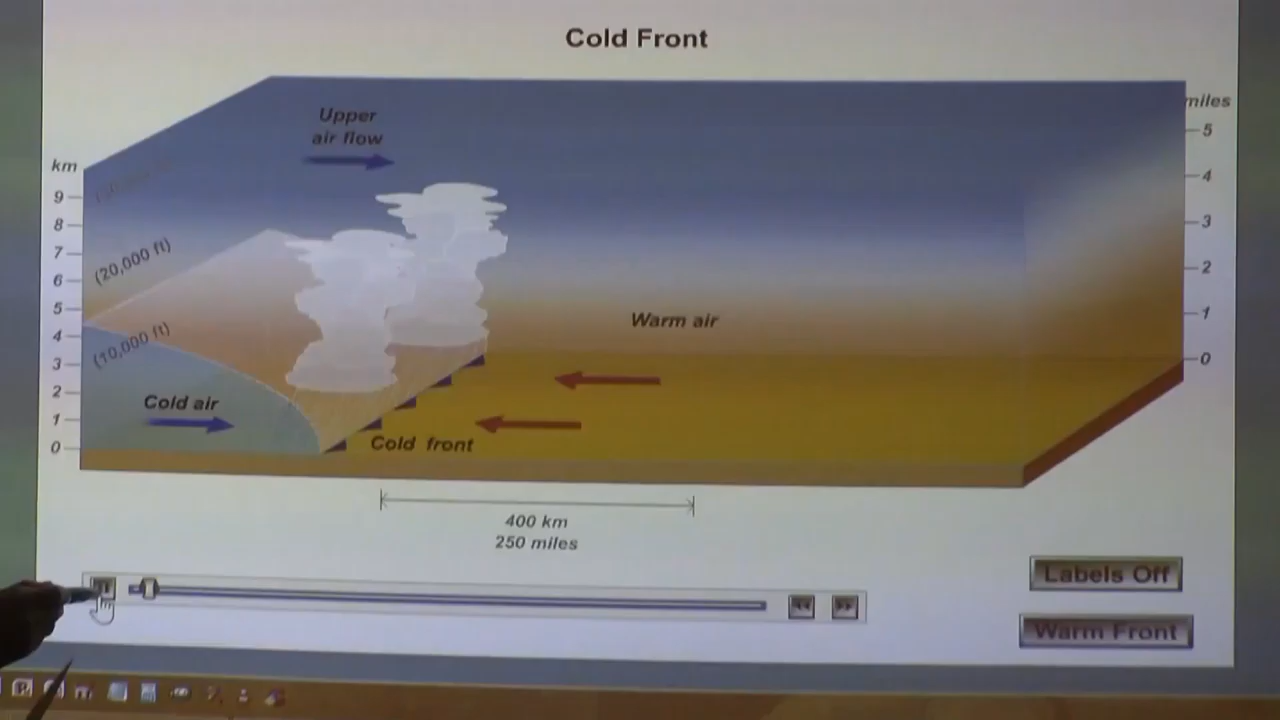 Cold Front
miles
Upper
air flow
5
km
4
9
8
3
7
(20,000 ft)
2
6
5
1
Warm air
4
(10,000 ft)
0
3
2
Cold air
1
Cold front
0
400 km
250 miles
Labels Off
Warm Front